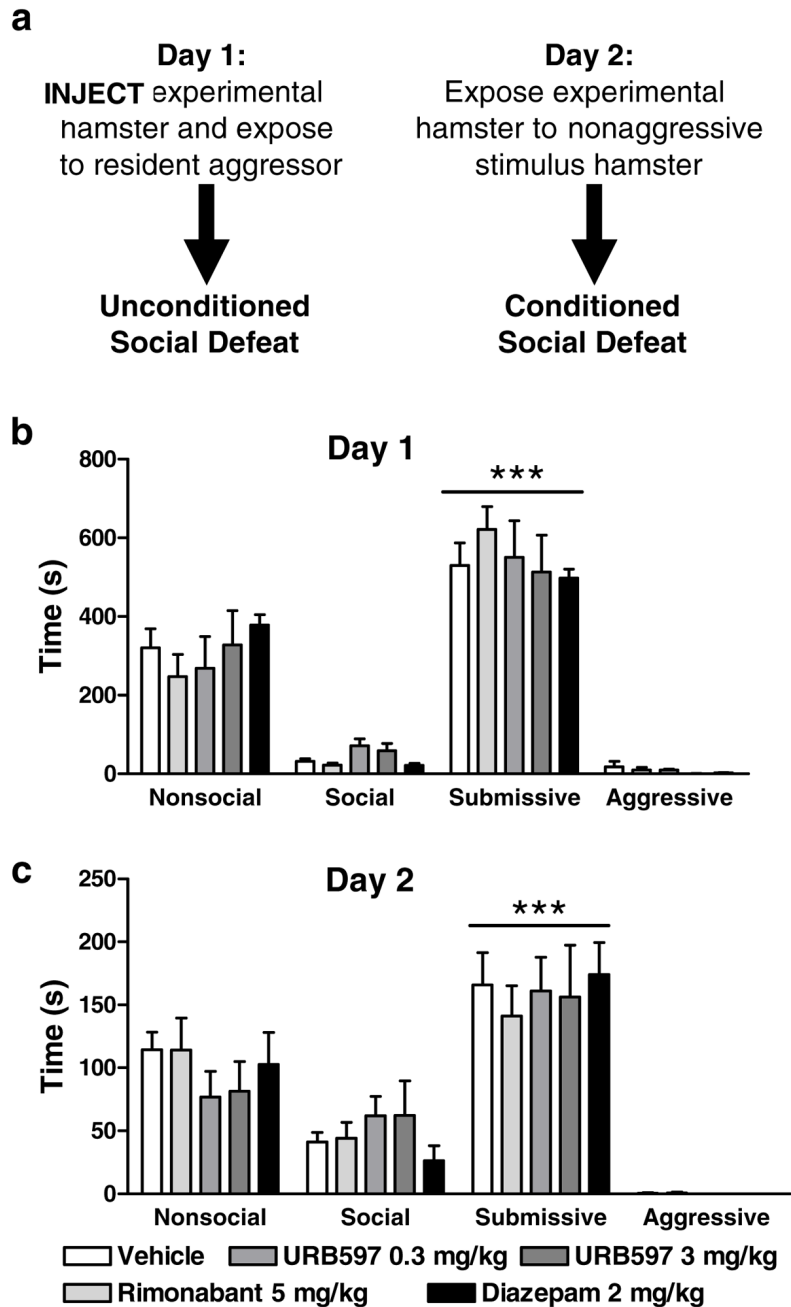 a
Day 1:
INJECT experimental
hamster and expose
to resident aggressor
Unconditioned
Social Defeat
Day 2:
Expose experimental
hamster to nonaggressive
stimulus hamster
Conditioned
Social Defeat
b
Day 1
Time (s)
800
600
400
200
0
***
Nonsocial Social Submissive Aggressive
c
Day 2
Time (s)
250
200
150
100
50
0
***
Nonsocial Social Submissive Aggressive
Vehicle URB597 0.3 mg/kg URB597 3 mg/kg
Rimonabant 5 mg/kg Diazepam 2 mg/kg